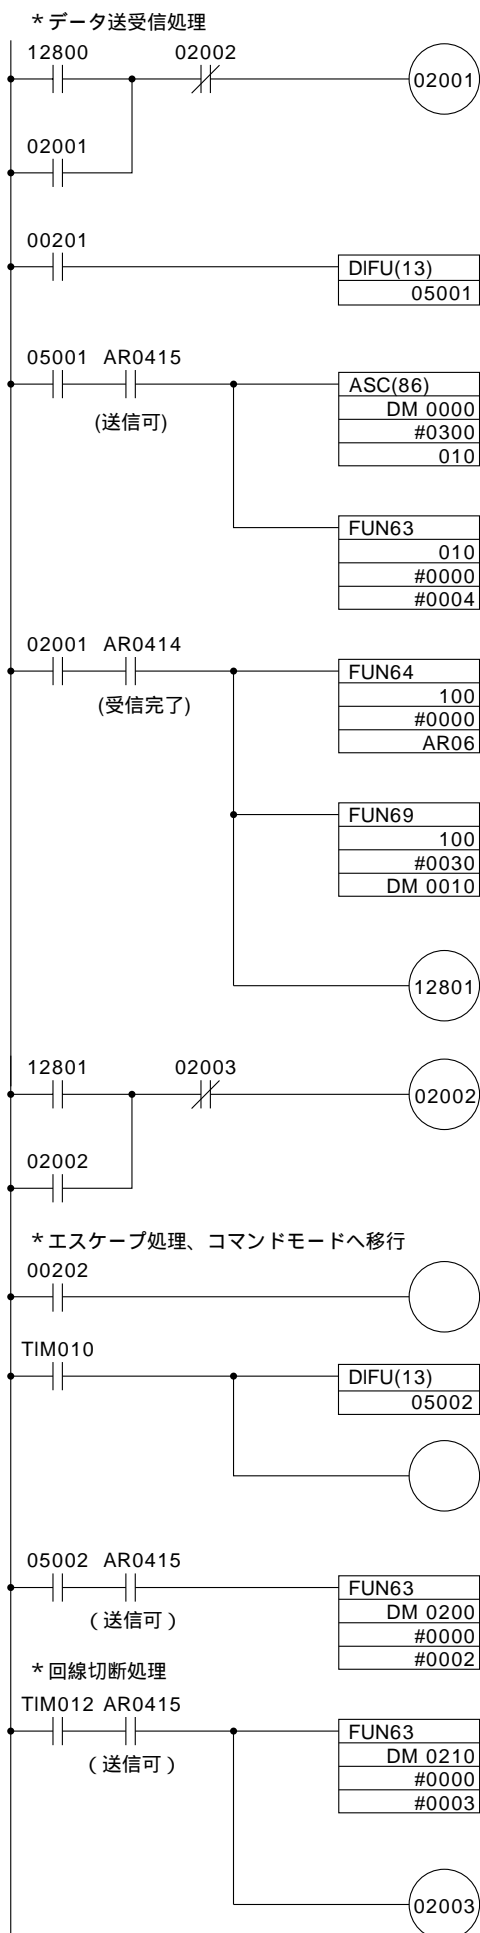 *データ送受信処理
12800 02002
02001
02001
00201
DIFU(13)
05001
05001 AR0415
(送信可)
ASC(86)
DM 0000
#0300
010
FUN63
010
#0000
#0004
02001 AR0414
(受信完了)
FUN64
100
#0000
AR06
FUN69
100
#0030
DM 0010
12801
12801 02003
02002
02002
*エスケープ処理、コマンドモードへ移行
00202
TIM010
DIFU(13)
05002
05002 AR0415
(送信可)
FUN63
DM 0200
#0000
#0002
*回線切断処理
TIM012 AR0415
(送信可)
FUN63
DM 0210
#0000
#0003
02003